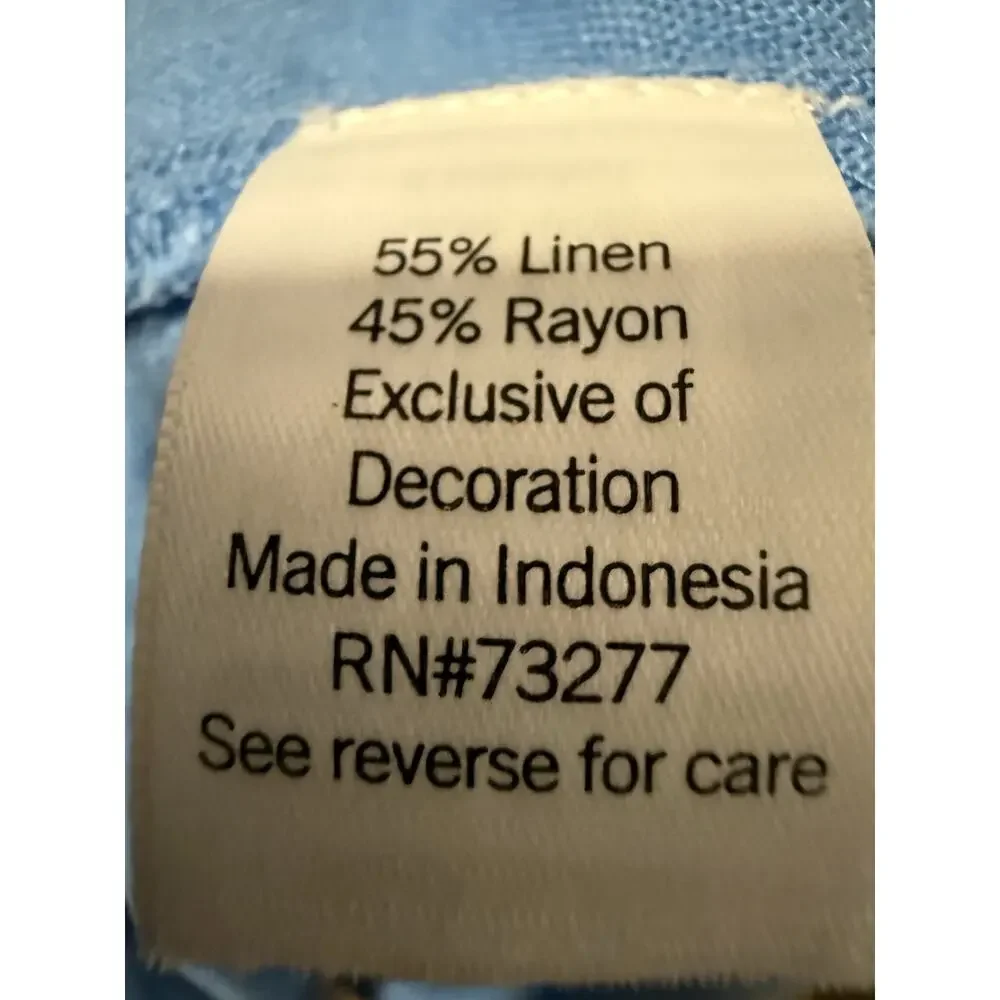 55% Linen
45% Rayon
Exclusive of
Decoration
Made in Indonesia
RN#73277
See reverse for care